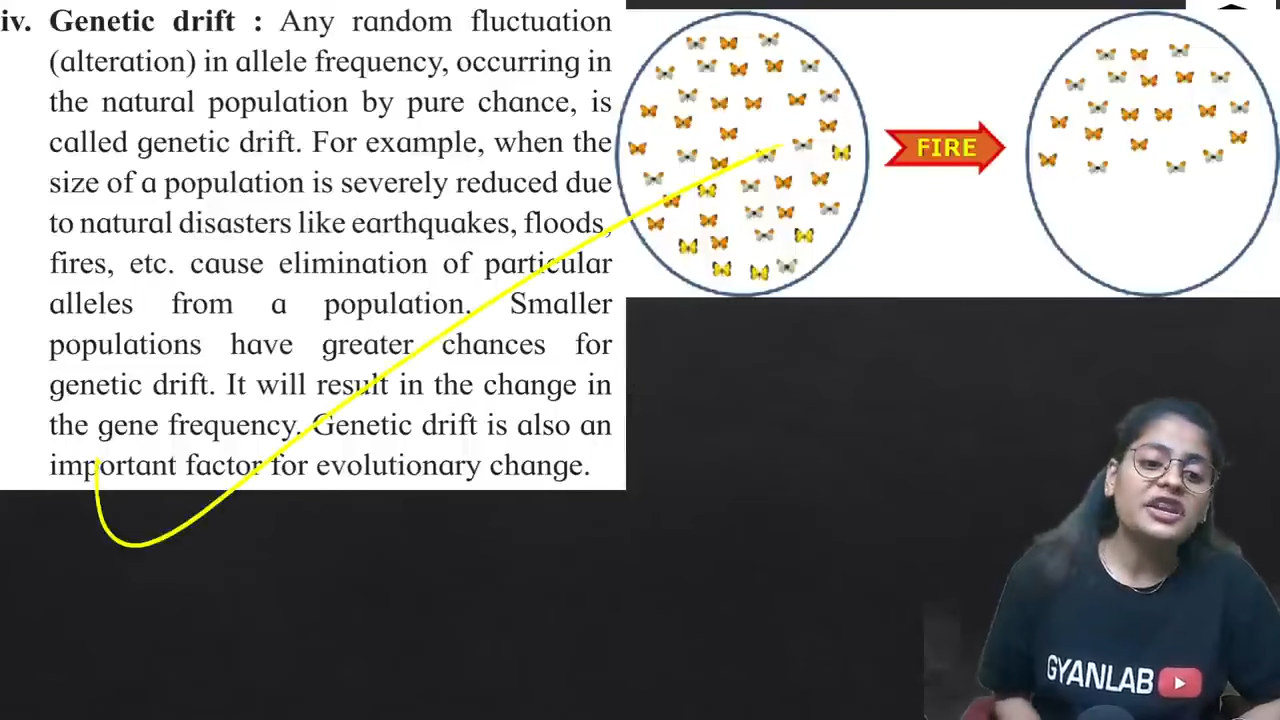 iv. Genetic drift : Any random fluctuation
(alteration) in allele frequency, occurring in
the natural population by pure chance, is
called genetic drift. For example, when the
size of a population is severely reduced due
to natural disasters like earthquakes, floods,
fires, etc. cause elimination of particular
alleles from a population. Smaller
populations have greater chances for
genetic drift. It will result in the change in
the gene frequency. Genetic drift is also an
important factor for evolutionary change.
FIRE
GYANLAB